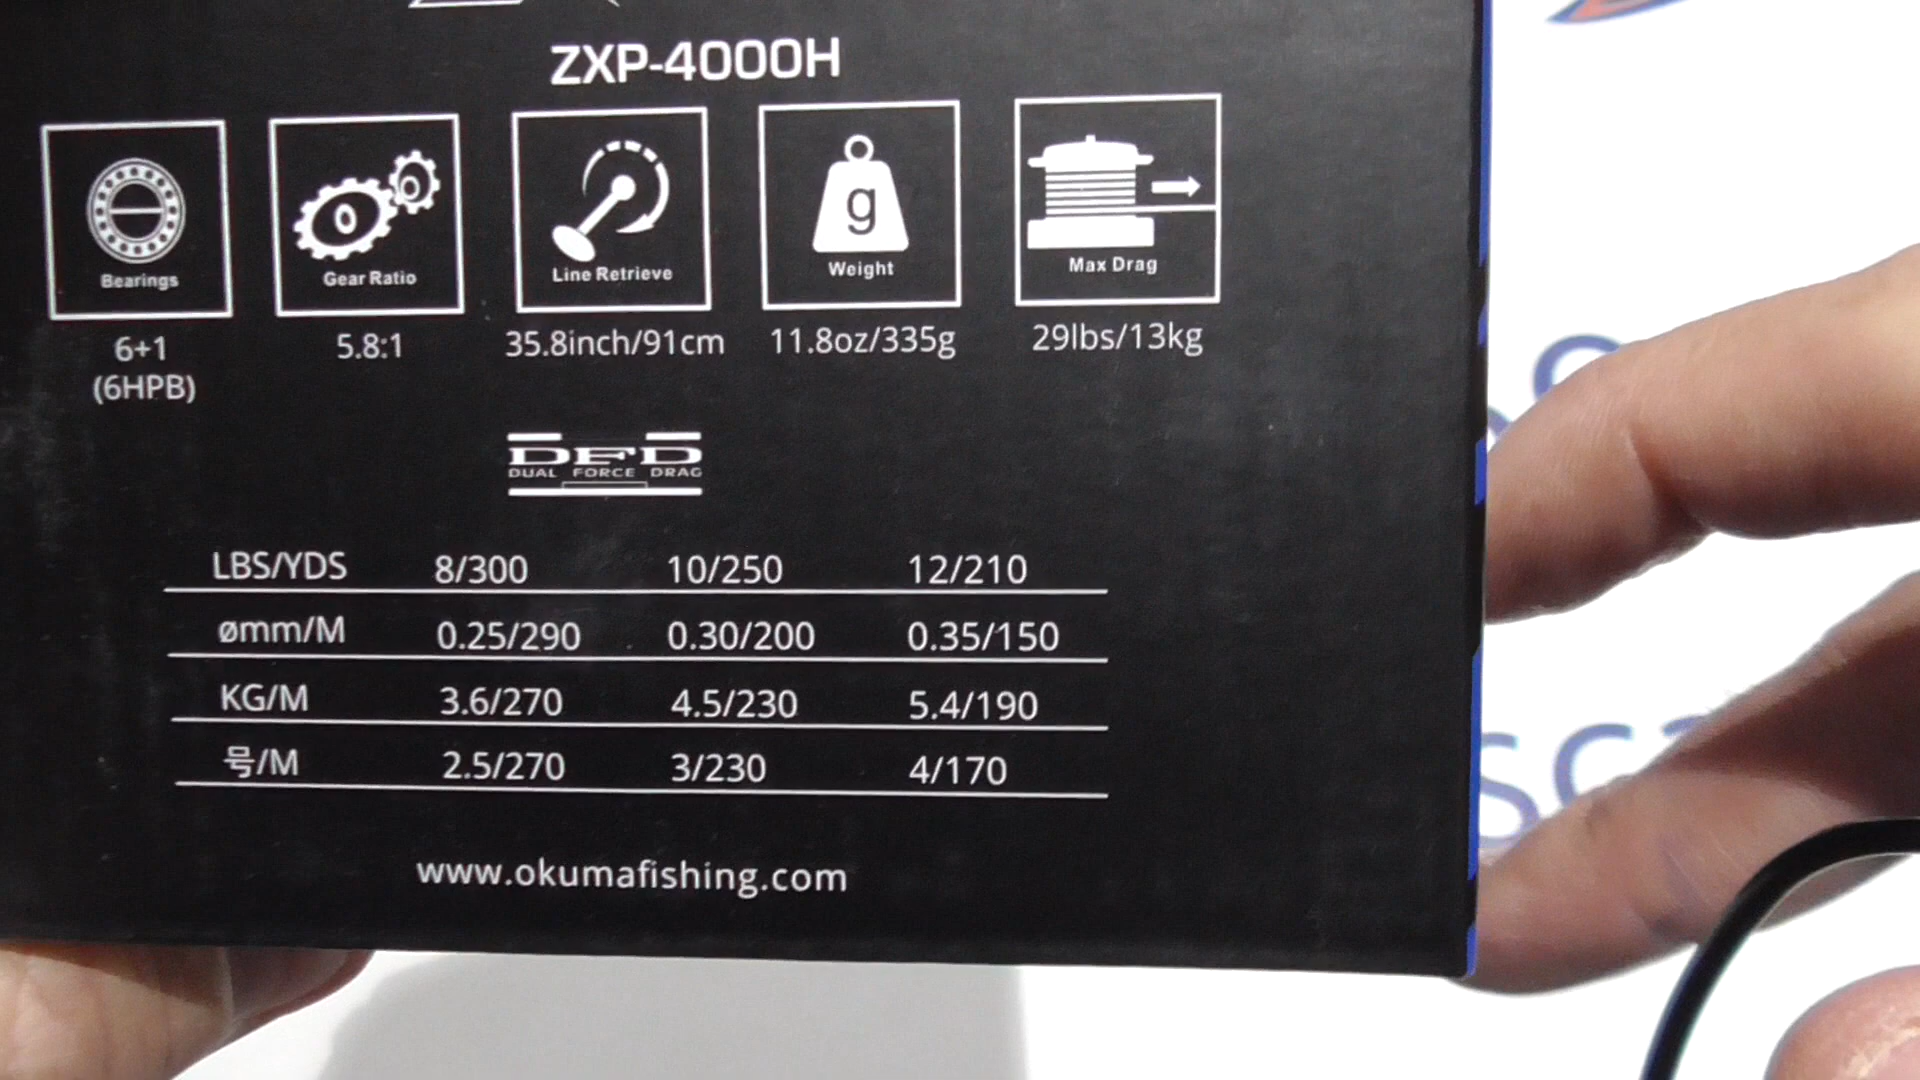 ZXP-4000H
Bearings Gear Ratio Line Retrieve g Weight Max Drag
6+1 5.8:1 35.8inch/91cm 11.8oz/335g 29lbs/13kg
(6HPB)
DFD
DUAL FORCE DRAG
LBS/YDS 8/300 10/250 12/210
ømm/M 0.25/290 0.30/200 0.35/150
KG/M 3.6/270 4.5/230 5.4/190
号/M 2.5/270 3/230 4/170
www.okumafishing.com